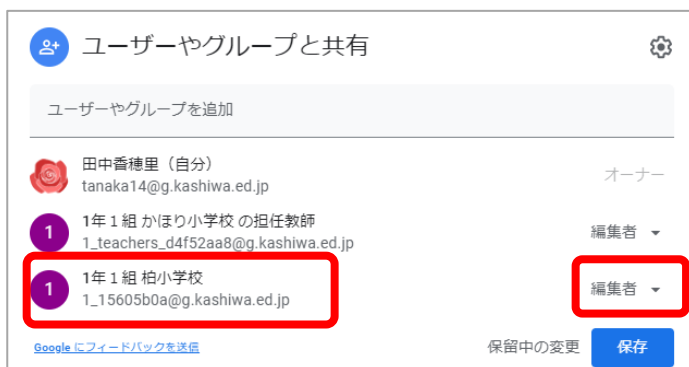 ユーザーやグループと共有
ユーザーやグループを追加
田中香穂里（自分）
tanaka14@g.kashiwa.ed.jp
オーナー
1
1年１組 かほり小学校 の担任教師
1_teachers_d4f52aa8@g.kashiwa.ed.jp
編集者
1
1年１組 柏小学校
1_15605b0a@g.kashiwa.ed.jp
編集者
Google にフィードバックを送信
保留中の変更
保存